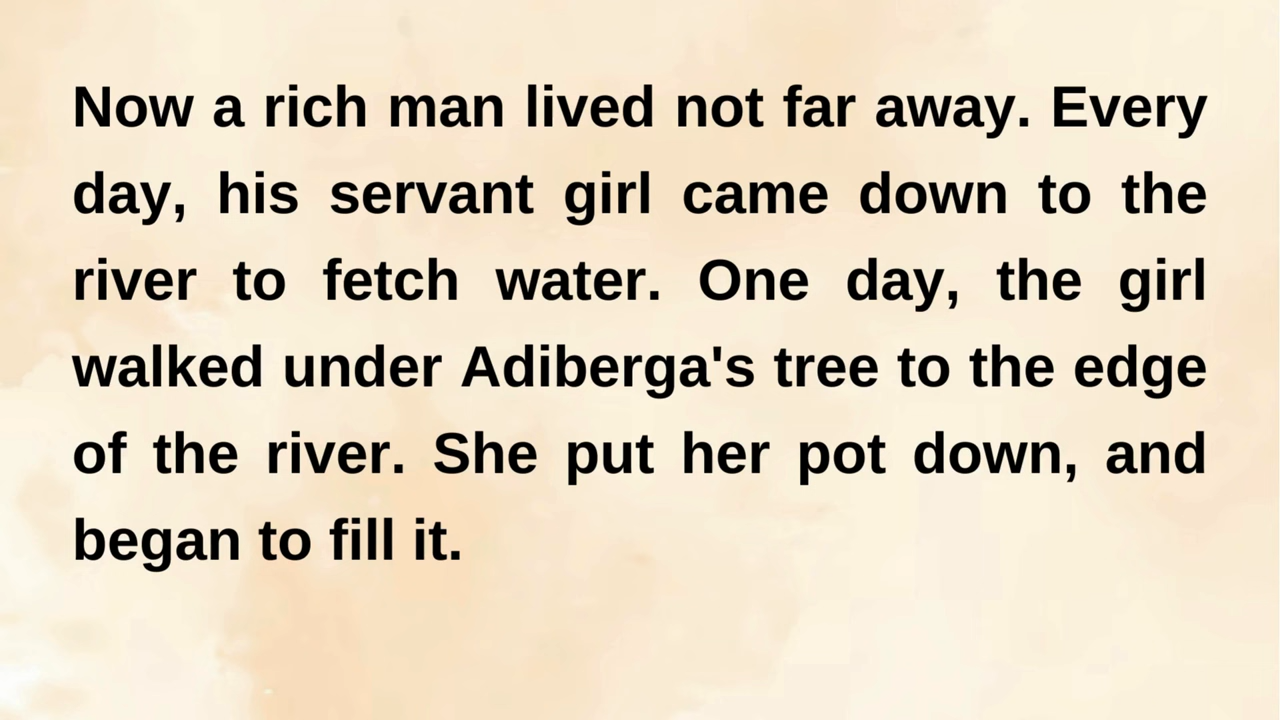 Now a rich man lived not far away. Every
day, his servant girl came down to the
river to fetch water. One day, the girl
walked under Adiberga's tree to the edge
of the river. She put her pot down, and
began to fill it.